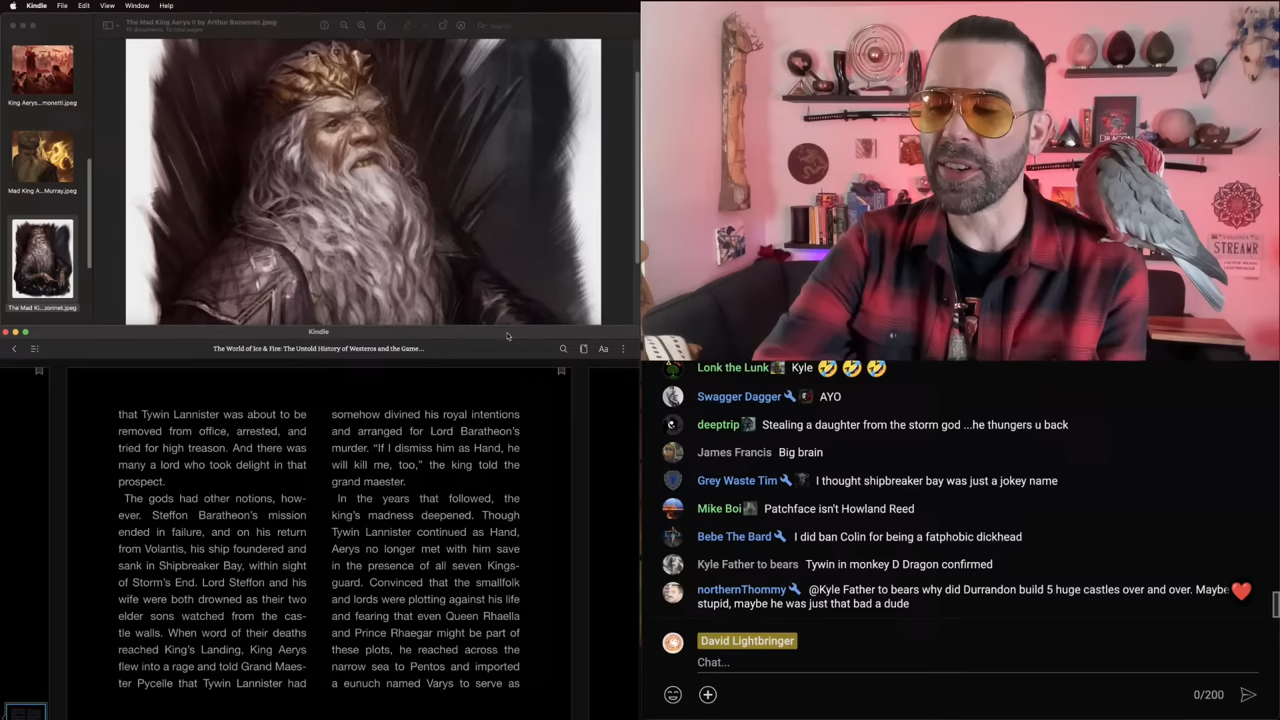 Kindle File Edit View Window Help
The Mad King Aerys II by Arthur Bozonnet.jpeg
King Aerys...monetti.jpeg
Mad King A...Murray.jpeg
The Mad Ki...zonnet.jpeg
Kindle
The World of Ice & Fire: The Untold History of Westeros and the Game...
Aa
that Tywin Lannister was about to be
removed from office, arrested, and
tried for high treason. And there was
many a lord who took delight in that
prospect.
The gods had other notions, how-
ever. Steffon Baratheon's mission
ended in failure, and on his return
from Volantis, his ship foundered and
sank in Shipbreaker Bay, within sight
of Storm's End. Lord Steffon and his
wife were both drowned as their two
elder sons watched from the cas-
tle walls. When word of their deaths
reached King's Landing, King Aerys
flew into a rage and told Grand Maes-
ter Pycelle that Tywin Lannister had
somehow divined his royal intentions
and arranged for Lord Baratheon's
murder. "If I dismiss him as Hand, he
will kill me, too," the king told the
grand maester.
In the years that followed, the
king's madness deepened. Though
Tywin Lannister continued as Hand,
Aerys no longer met with him save
in the presence of all seven Kings-
guard. Convinced that the smallfolk
and lords were plotting against his life
and fearing that even Queen Rhaella
and Prince Rhaegar might be part of
these plots, he reached across the
narrow sea to Pentos and imported
a eunuch named Varys to serve as
DRAGON
STREAMR
LIGHTBRINGER
Lonk the Lunk Kyle 🤣 🤣 🤣
Swagger Dagger AYO
deeptrip Stealing a daughter from the storm god ...he thungers u back
James Francis Big brain
Grey Waste Tim I thought shipbreaker bay was just a jokey name
Mike Boi Patchface isn't Howland Reed
Bebe The Bard I did ban Colin for being a fatphobic dickhead
Kyle Father to bears Tywin in monkey D Dragon confirmed
northernThommy @Kyle Father to bears why did Durrandon build 5 huge castles over and over. Maybe
stupid, maybe he was just that bad a dude
David Lightbringer
Chat...
0/200